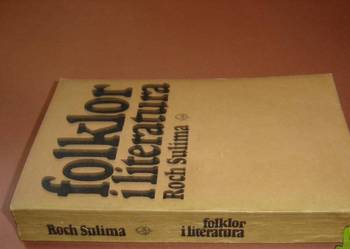 folklor
i literatura
Roch Sulima
Roch Sulima
folklor
i literatura